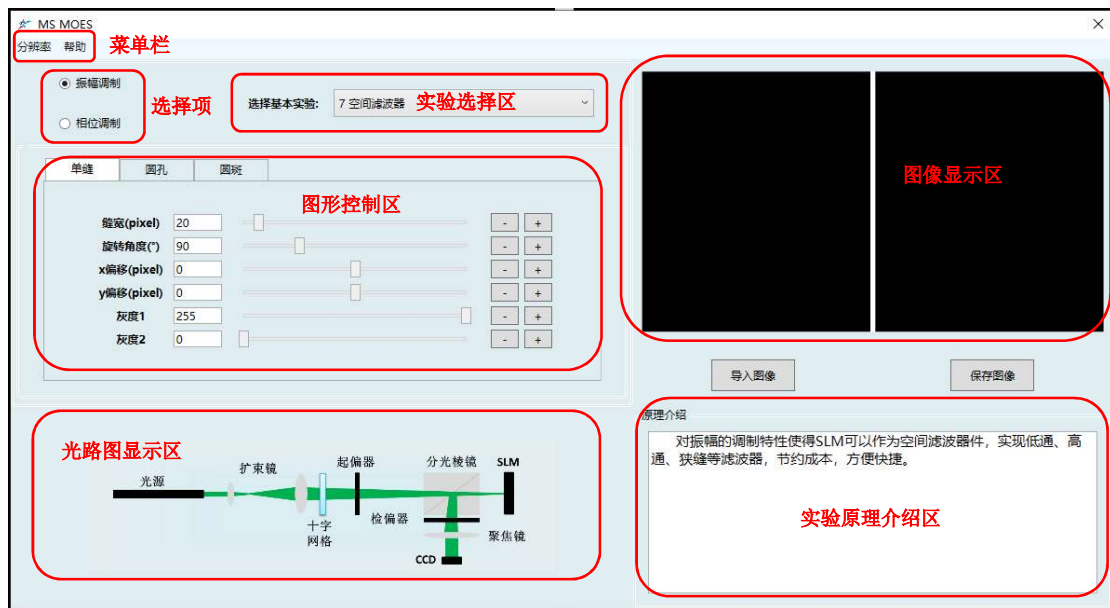 MS MOES
分辨率 帮助 菜单栏
振幅调制
相位调制
选择项
选择基本实验: 7 空间滤波器 实验选择区
单缝 圆孔 圆斑
图形控制区
缝宽(pixel) 20 - +
旋转角度(°) 90 - +
x偏移(pixel) 0 - +
y偏移(pixel) 0 - +
灰度1 255 - +
灰度2 0 - +
图像显示区
导入图像 保存图像
光路图显示区
光源
扩束镜
十字
网格
起偏器
检偏器
分光棱镜
SLM
聚焦镜
CCD
原理介绍
对振幅的调制特性使得SLM可以作为空间滤波器件，实现低通、高
通、狭缝等滤波器，节约成本，方便快捷。
实验原理介绍区